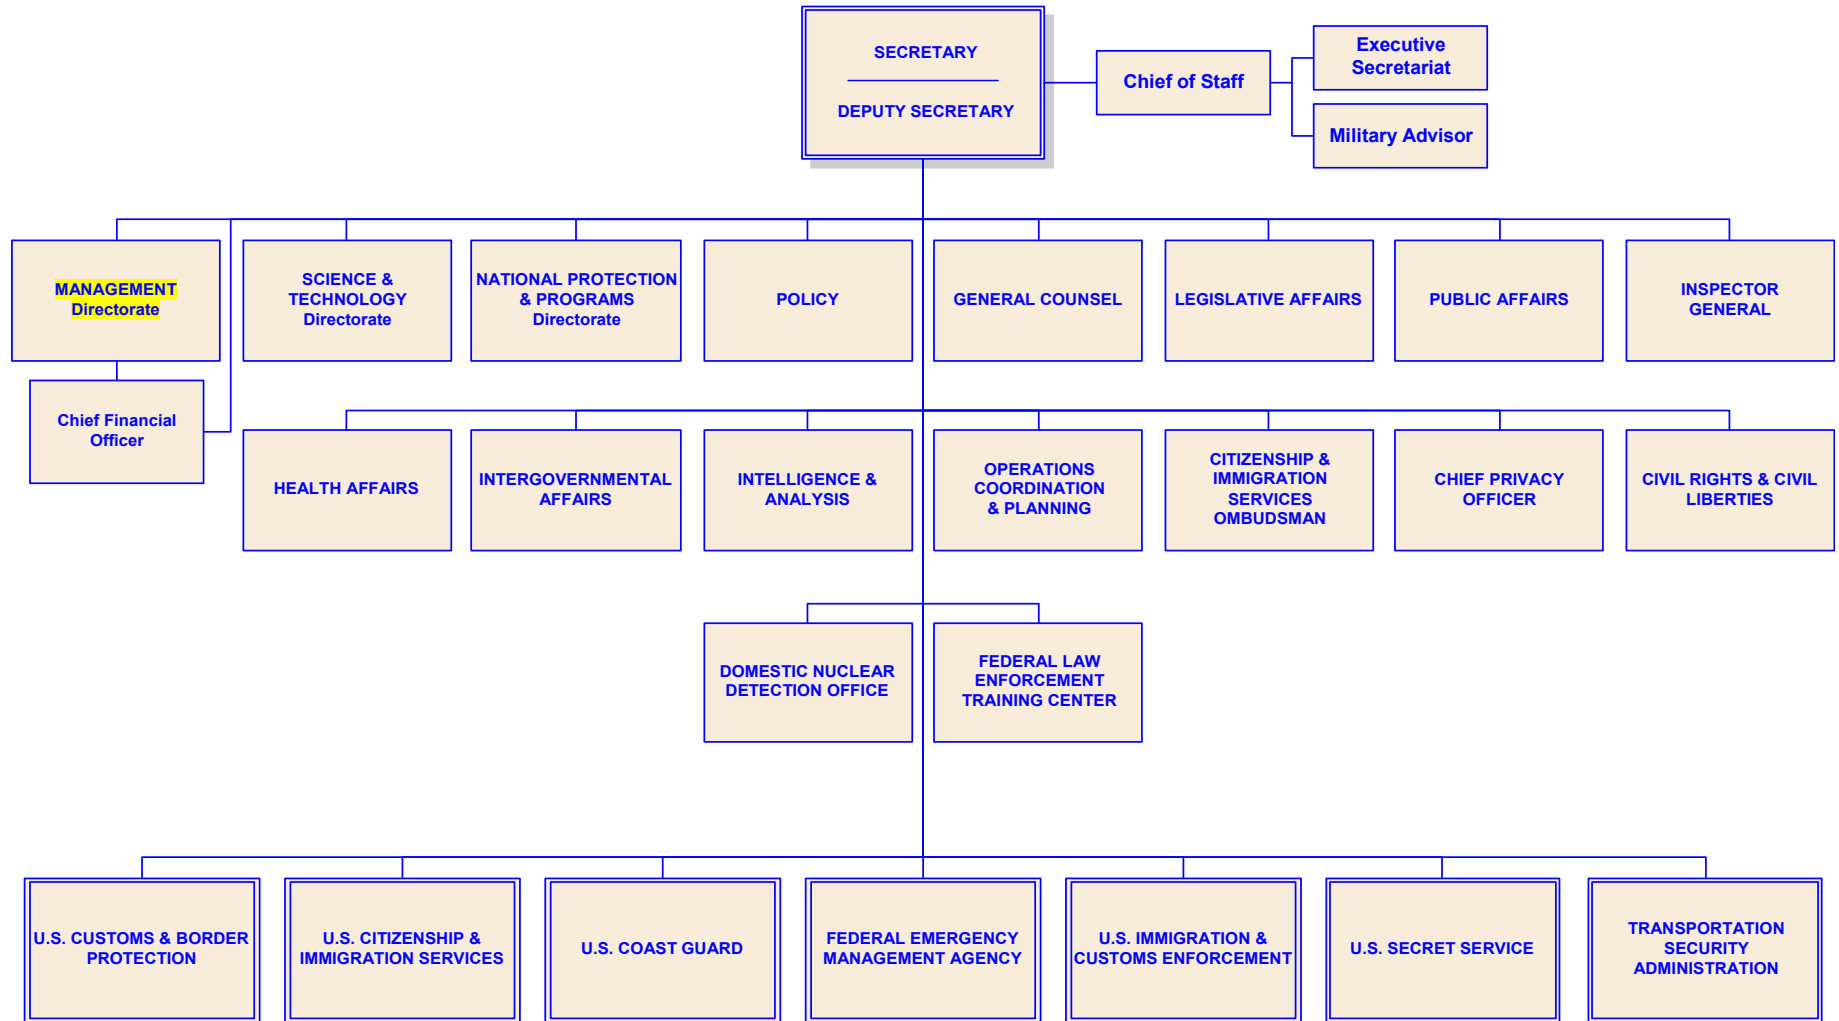 SECRETARY
DEPUTY SECRETARY
Chief of Staff
Executive
Secretariat
Military Advisor
MANAGEMENT
Directorate
SCIENCE &
TECHNOLOGY
Directorate
NATIONAL PROTECTION
& PROGRAMS
Directorate
POLICY
GENERAL COUNSEL
LEGISLATIVE AFFAIRS
PUBLIC AFFAIRS
INSPECTOR
GENERAL
Chief Financial
Officer
HEALTH AFFAIRS
INTERGOVERNMENTAL
AFFAIRS
INTELLIGENCE &
ANALYSIS
OPERATIONS
COORDINATION
& PLANNING
CITIZENSHIP &
IMMIGRATION
SERVICES
OMBUDSMAN
CHIEF PRIVACY
OFFICER
CIVIL RIGHTS & CIVIL
LIBERTIES
DOMESTIC NUCLEAR
DETECTION OFFICE
FEDERAL LAW
ENFORCEMENT
TRAINING CENTER
U.S. CUSTOMS & BORDER
PROTECTION
U.S. CITIZENSHIP &
IMMIGRATION SERVICES
U.S. COAST GUARD
FEDERAL EMERGENCY
MANAGEMENT AGENCY
U.S. IMMIGRATION &
CUSTOMS ENFORCEMENT
U.S. SECRET SERVICE
TRANSPORTATION
SECURITY
ADMINISTRATION